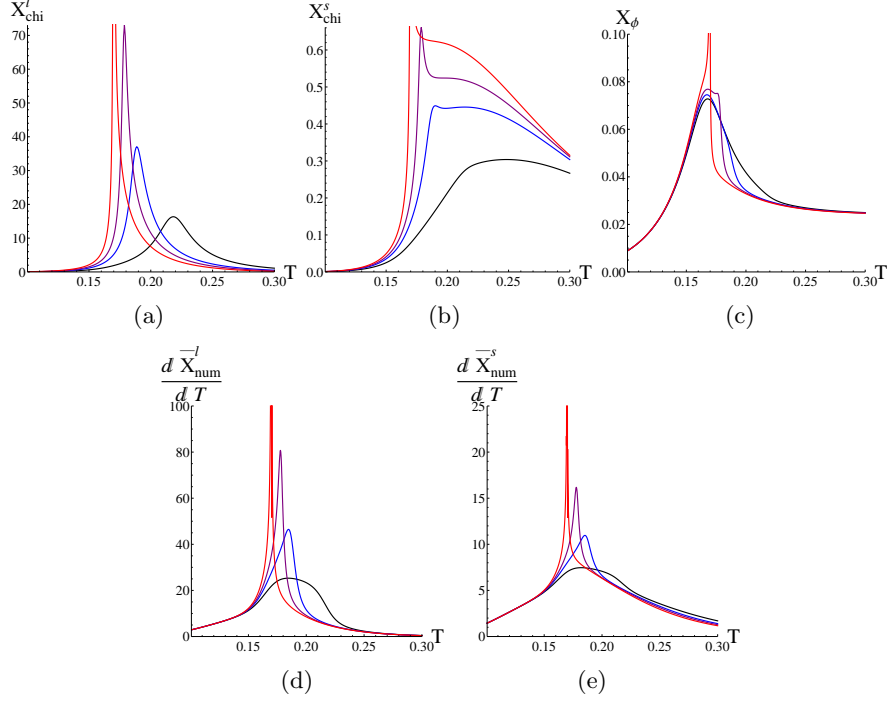 X^l_chi
70
60
50
40
30
20
10
0
0.15 0.20 0.25 0.30 T
(a)
X^s_chi
0.6
0.5
0.4
0.3
0.2
0.1
0.0
0.15 0.20 0.25 0.30 T
(b)
X_ϕ
0.10
0.08
0.06
0.04
0.02
0.00
0.15 0.20 0.25 0.30 T
(c)
ⅆ X̅^l_num
ⅆ T
100
80
60
40
20
0
0.15 0.20 0.25 0.30 T
(d)
ⅆ X̅^s_num
ⅆ T
25
20
15
10
5
0
0.15 0.20 0.25 0.30 T
(e)